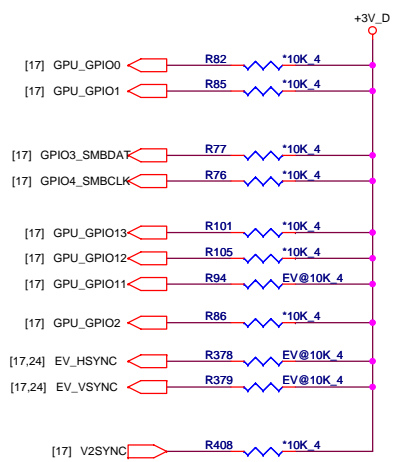 +3V_D
[17] GPU_GPIO0 R82 *10K_4
[17] GPU_GPIO1 R85 *10K_4
[17] GPIO3_SMBDAT R77 *10K_4
[17] GPIO4_SMBCLK R76 *10K_4
[17] GPU_GPIO13 R101 *10K_4
[17] GPU_GPIO12 R105 *10K_4
[17] GPU_GPIO11 R94 EV@10K_4
[17] GPU_GPIO2 R86 *10K_4
[17,24] EV_HSYNC R378 EV@10K_4
[17,24] EV_VSYNC R379 EV@10K_4
[17] V2SYNC R408 *10K_4